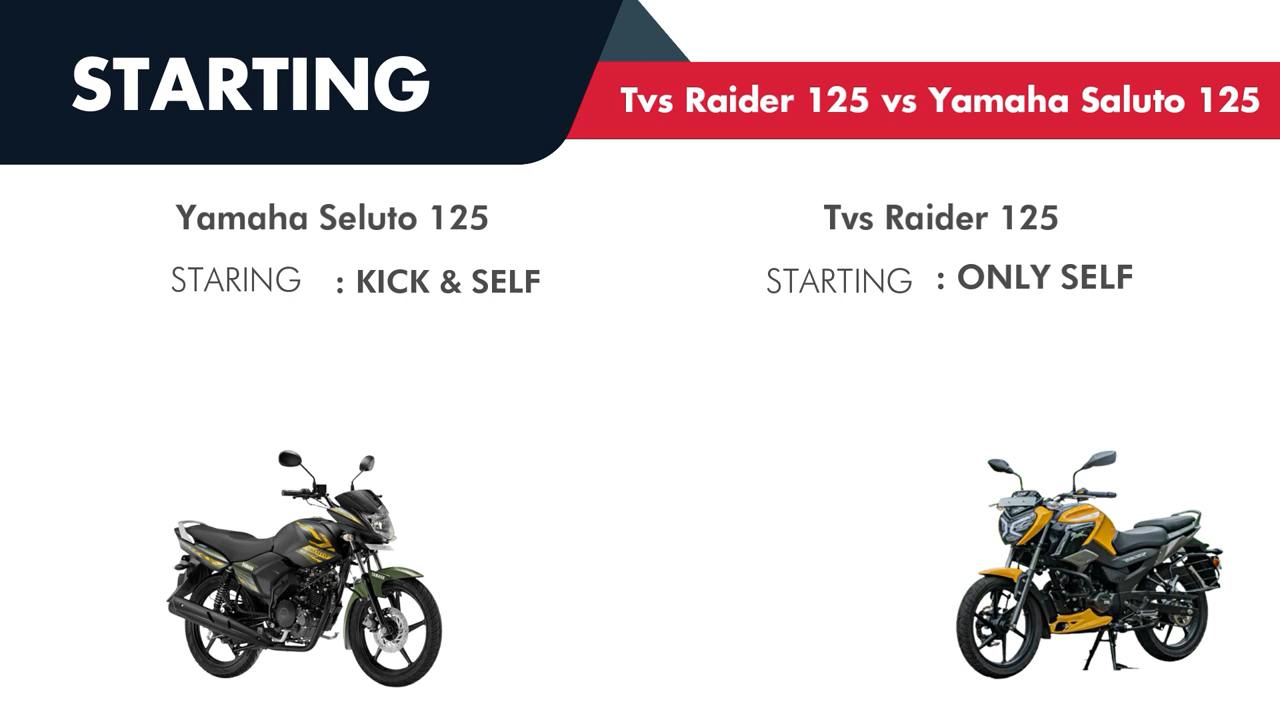 STARTING
Tvs Raider 125 vs Yamaha Saluto 125
Yamaha Seluto 125
STARING : KICK & SELF
Tvs Raider 125
STARTING : ONLY SELF